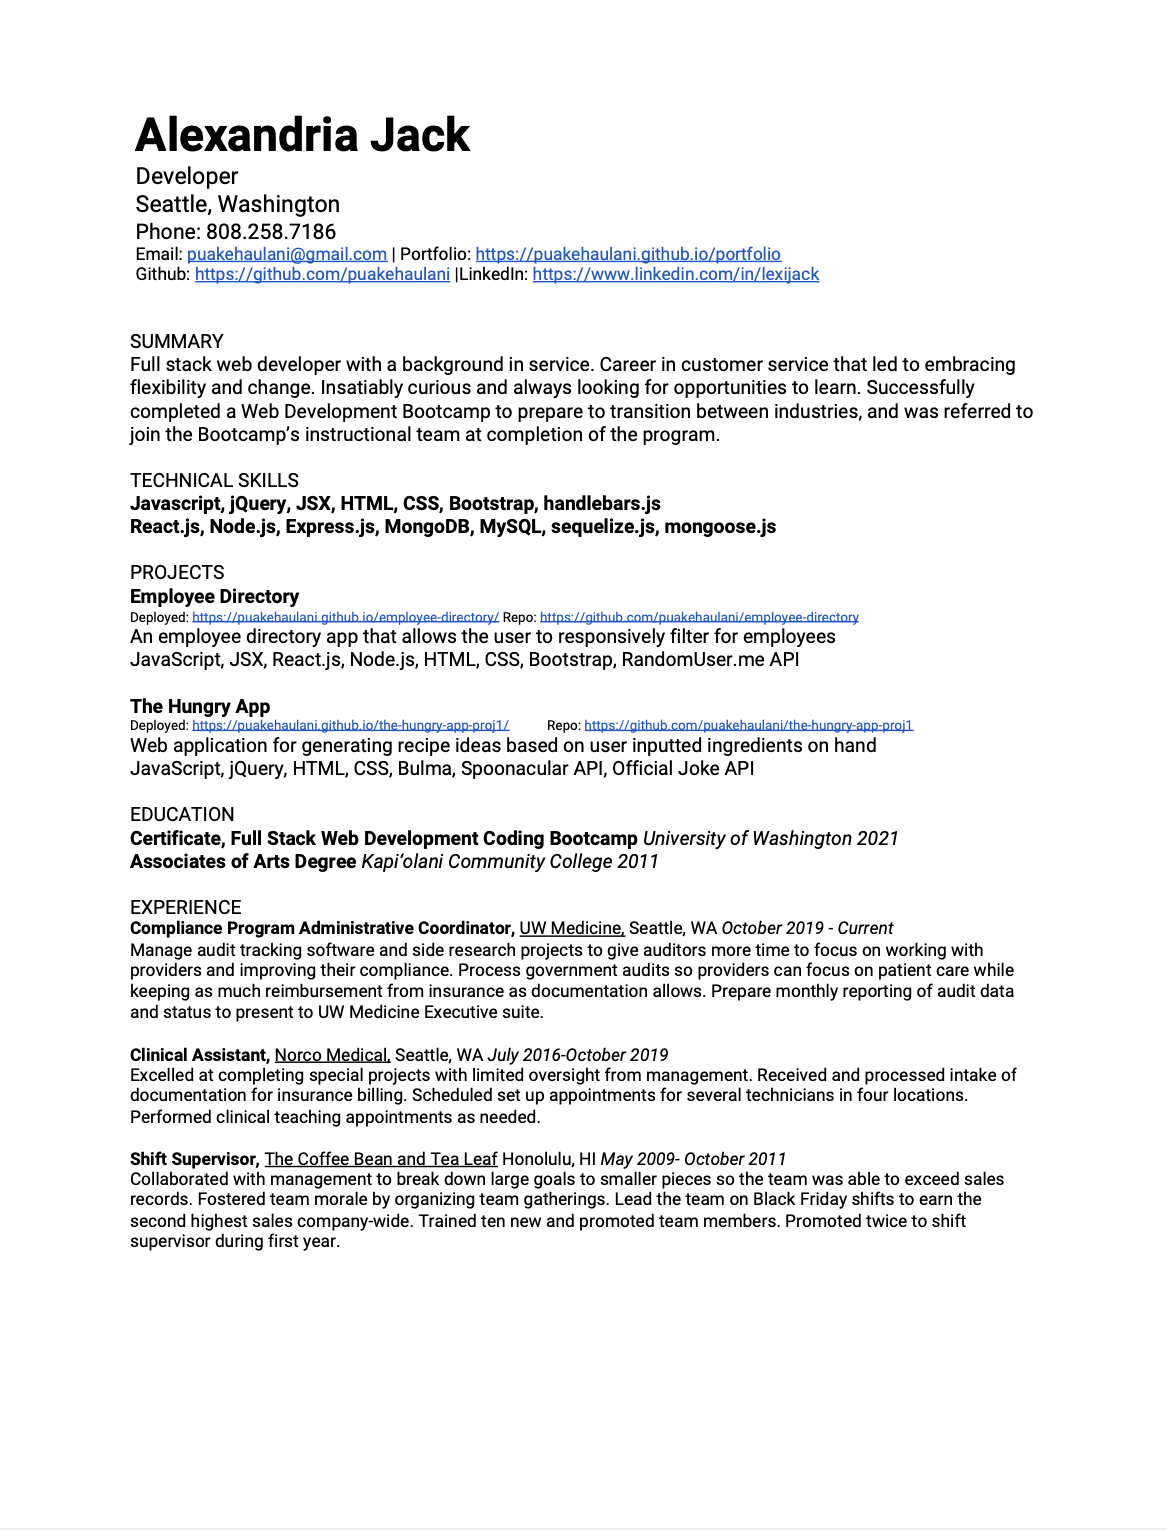 Alexandria Jack
Developer
Seattle, Washington
Phone: 808.258.7186
Email: puakehaulani@gmail.com | Portfolio: https://puakehaulani.github.io/portfolio
Github: https://github.com/puakehaulani |LinkedIn: https://www.linkedin.com/in/lexijack
SUMMARY
Full stack web developer with a background in service. Career in customer service that led to embracing
flexibility and change. Insatiably curious and always looking for opportunities to learn. Successfully
completed a Web Development Bootcamp to prepare to transition between industries, and was referred to
join the Bootcamp’s instructional team at completion of the program.
TECHNICAL SKILLS
Javascript, jQuery, JSX, HTML, CSS, Bootstrap, handlebars.js
React.js, Node.js, Express.js, MongoDB, MySQL, sequelize.js, mongoose.js
PROJECTS
Employee Directory
Deployed: https://puakehaulani.github.io/employee-directory/ Repo: https://github.com/puakehaulani/employee-directory
An employee directory app that allows the user to responsively filter for employees
JavaScript, JSX, React.js, Node.js, HTML, CSS, Bootstrap, RandomUser.me API
The Hungry App
Deployed: https://puakehaulani.github.io/the-hungry-app-proj1/ Repo: https://github.com/puakehaulani/the-hungry-app-proj1
Web application for generating recipe ideas based on user inputted ingredients on hand
JavaScript, jQuery, HTML, CSS, Bulma, Spoonacular API, Official Joke API
EDUCATION
Certificate, Full Stack Web Development Coding Bootcamp University of Washington 2021
Associates of Arts Degree Kapi‘olani Community College 2011
EXPERIENCE
Compliance Program Administrative Coordinator, UW Medicine, Seattle, WA October 2019 - Current
Manage audit tracking software and side research projects to give auditors more time to focus on working with
providers and improving their compliance. Process government audits so providers can focus on patient care while
keeping as much reimbursement from insurance as documentation allows. Prepare monthly reporting of audit data
and status to present to UW Medicine Executive suite.
Clinical Assistant, Norco Medical, Seattle, WA July 2016-October 2019
Excelled at completing special projects with limited oversight from management. Received and processed intake of
documentation for insurance billing. Scheduled set up appointments for several technicians in four locations.
Performed clinical teaching appointments as needed.
Shift Supervisor, The Coffee Bean and Tea Leaf Honolulu, HI May 2009- October 2011
Collaborated with management to break down large goals to smaller pieces so the team was able to exceed sales
records. Fostered team morale by organizing team gatherings. Lead the team on Black Friday shifts to earn the
second highest sales company-wide. Trained ten new and promoted team members. Promoted twice to shift
supervisor during first year.